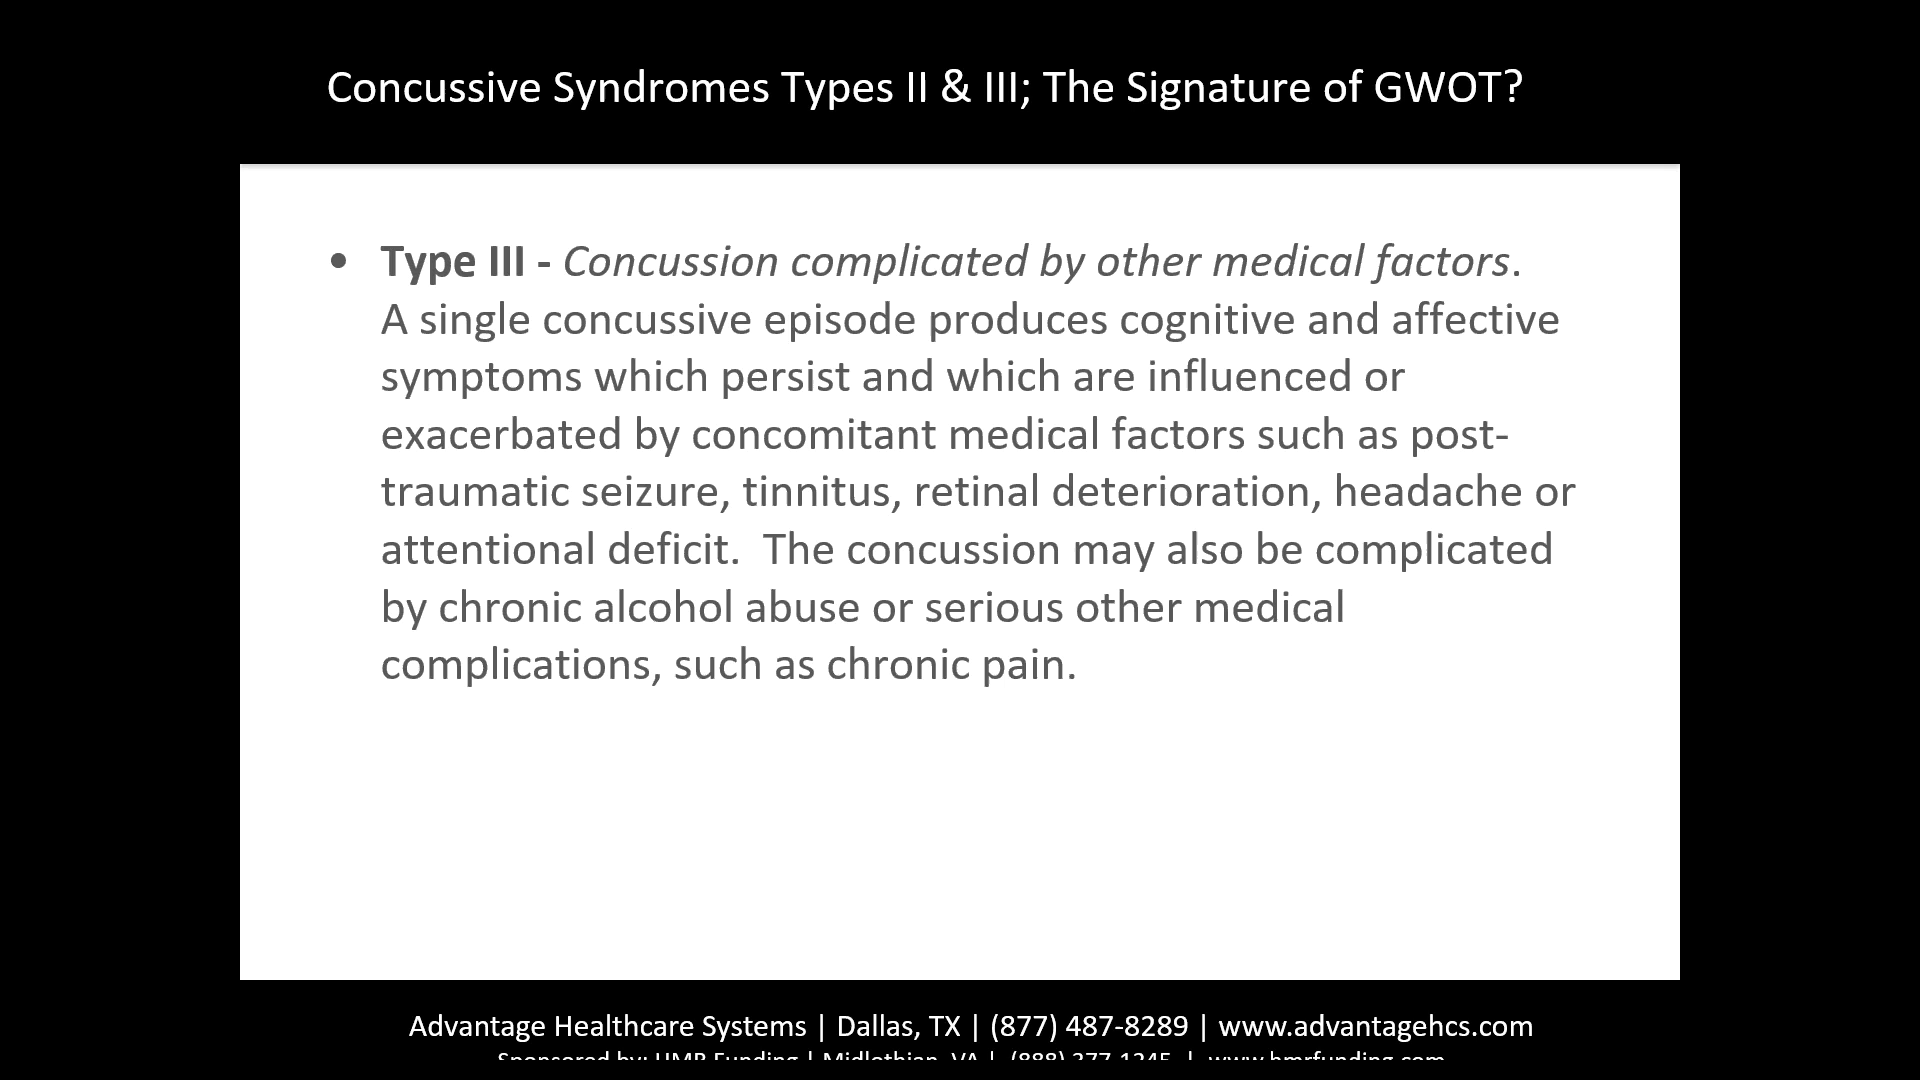 Concussive Syndromes Types II & III; The Signature of GWOT?
• Type III - Concussion complicated by other medical factors.
A single concussive episode produces cognitive and affective
symptoms which persist and which are influenced or
exacerbated by concomitant medical factors such as post-
traumatic seizure, tinnitus, retinal deterioration, headache or
attentional deficit.  The concussion may also be complicated
by chronic alcohol abuse or serious other medical
complications, such as chronic pain.
Advantage Healthcare Systems | Dallas, TX | (877) 487-8289 | www.advantagehcs.com
Sponsored by: HMR Funding | Midlothian, VA | (888) 377-1245 | www.hmrfunding.com